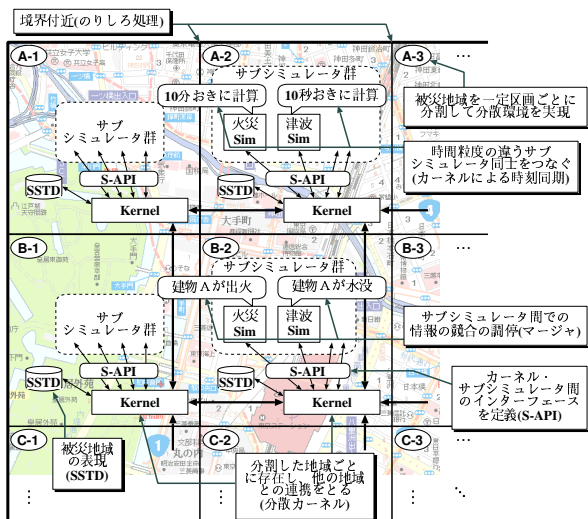 境界付近(のりしろ処理)
A-1
A-2
A-3
…
サブシミュレータ群
10分おきに計算
10秒おきに計算
火災
Sim
津波
Sim
サブ
シミュレータ群
S-API
S-API
SSTD
SSTD
Kernel
Kernel
大手町
被災地域を一定区画ごとに
分割して分散環境を実現
時間粒度の違うサブ
シミュレータ同士をつなぐ
(カーネルによる時刻同期)
B-1
B-2
B-3
…
サブシミュレータ群
建物Aが出火
建物Aが水没
火災
Sim
津波
Sim
サブ
シミュレータ群
S-API
S-API
SSTD
SSTD
Kernel
Kernel
サブシミュレータ間での
情報の競合の調停(マージャ)
カーネル・
サブシミュレータ間
のインターフェース
を定義(S-API)
C-1
C-2
C-3
…
1
丸の内
被災地域
の表現
(SSTD)
分割した地域ごと
に存在し、他の地域
との連携をとる
(分散カーネル)
⋮
⋮
⋮
⋱